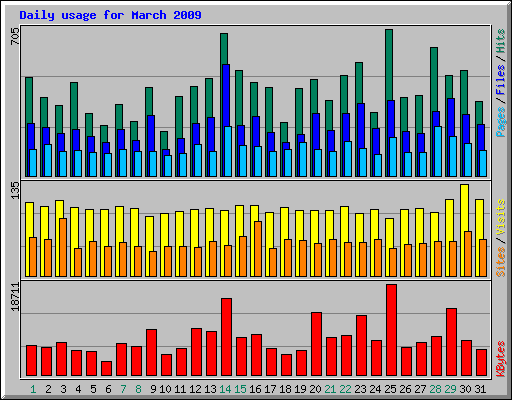 Daily usage for March 2009
705
Pages / Files / Hits
135
Sites / Visits
18711
KBytes
1 2 3 4 5 6 7 8 9 10 11 12 13 14 15 16 17 18 19 20 21 22 23 24 25 26 27 28 29 30 31